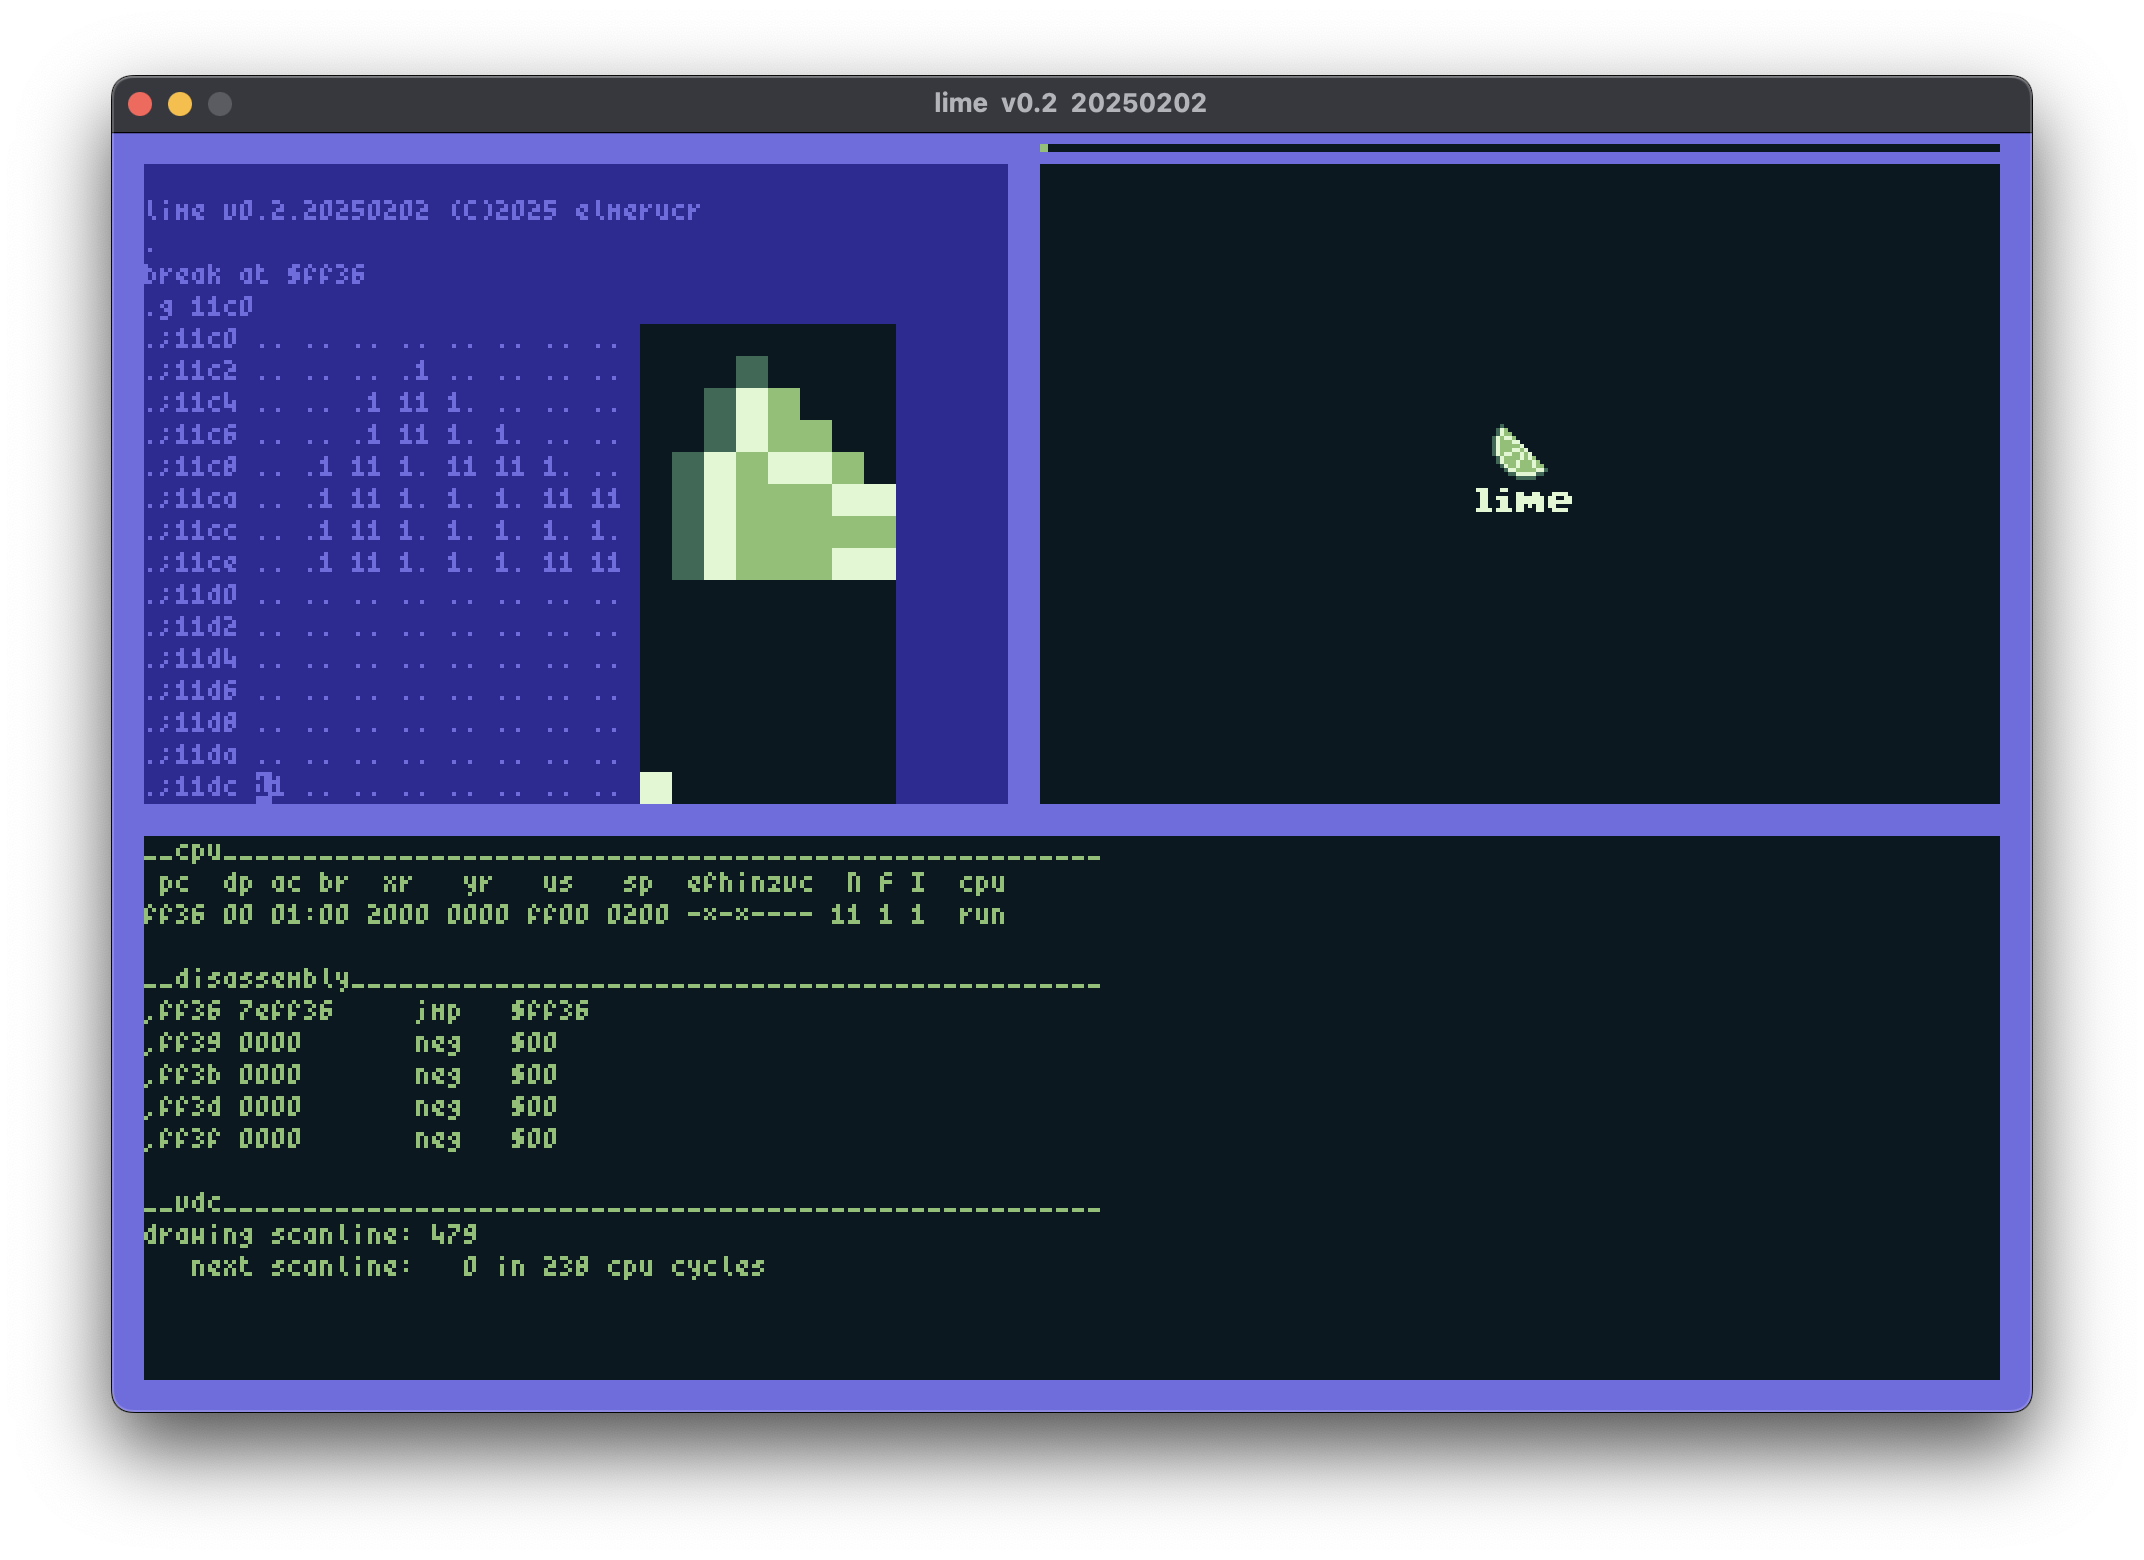 lime v0.2 20250202
lime v0.2.20250202 (C)2025 elmerucr
.
break at $ff36
.g 11c0
.;11c0 .. .. .. .. .. .. .. ..
.;11c2 .. .. .. .1 .. .. .. ..
.;11c4 .. .. .1 11 1. .. .. ..
.;11c6 .. .. .1 11 1. 1. .. ..
.;11c8 .. .1 11 1. 11 11 1. ..
.;11ca .. .1 11 1. 1. 1. 11 11
.;11cc .. .1 11 1. 1. 1. 1. 1.
.;11ce .. .1 11 1. 1. 1. 11 11
.;11d0 .. .. .. .. .. .. .. ..
.;11d2 .. .. .. .. .. .. .. ..
.;11d4 .. .. .. .. .. .. .. ..
.;11d6 .. .. .. .. .. .. .. ..
.;11d8 .. .. .. .. .. .. .. ..
.;11da .. .. .. .. .. .. .. ..
.;11dc 11 .. .. .. .. .. .. ..
lime
__cpu_______________________________________________________
pc dp ac br xr yr us sp efhinzvc N F I cpu
ff36 00 01:00 2000 0000 ff00 0200 -x-x---- 11 1 1 run
__disassembly_______________________________________________
,ff36 7eff36 jmp $ff36
,ff39 0000 neg $00
,ff3b 0000 neg $00
,ff3d 0000 neg $00
,ff3f 0000 neg $00
__vdc_______________________________________________________
drawing scanline: 479
next scanline: 0 in 238 cpu cycles